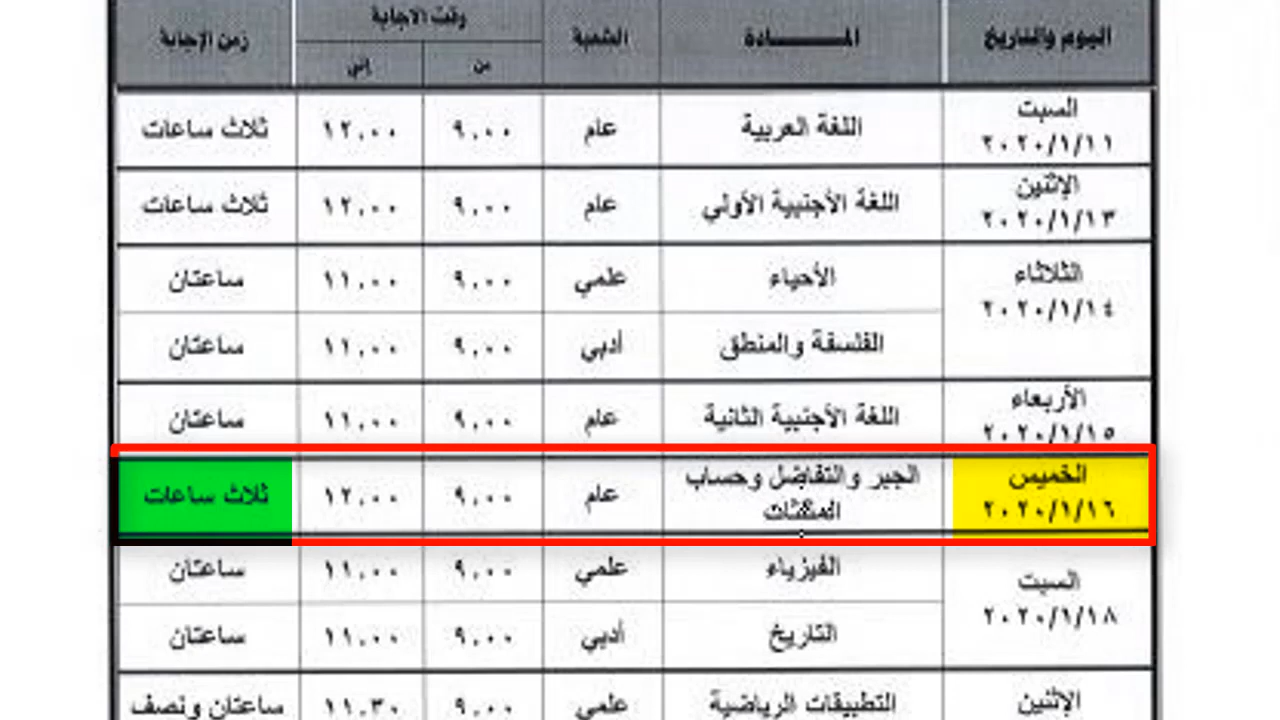 اليوم والتاريخ المــــــــادة الشعبة وقت الاجابة زمن الإجابة
من إلي
السبت ٢٠٢٠/١/١١ اللغة العربية عام ٩.٠٠ ١٢.٠٠ ثلاث ساعات
الإثنين ٢٠٢٠/١/١٣ اللغة الأجنبية الأولي عام ٩.٠٠ ١٢.٠٠ ثلاث ساعات
الثلاثاء ٢٠٢٠/١/١٤ الأحياء علمي ٩.٠٠ ١١.٠٠ ساعتان
الفلسفة والمنطق أدبي ٩.٠٠ ١١.٠٠ ساعتان
الأربعاء ٢٠٢٠/١/١٥ اللغة الأجنبية الثانية عام ٩.٠٠ ١١.٠٠ ساعتان
الخميس ٢٠٢٠/١/١٦ الجبر والتفاضل وحساب المثلثات عام ٩.٠٠ ١٢.٠٠ ثلاث ساعات
السبت ٢٠٢٠/١/١٨ الفيزياء علمي ٩.٠٠ ١١.٠٠ ساعتان
التاريخ أدبي ٩.٠٠ ١١.٠٠ ساعتان
الإثنين التطبيقات الرياضية علمي ٩.٠٠ ١١.٣٠ ساعتان ونصف